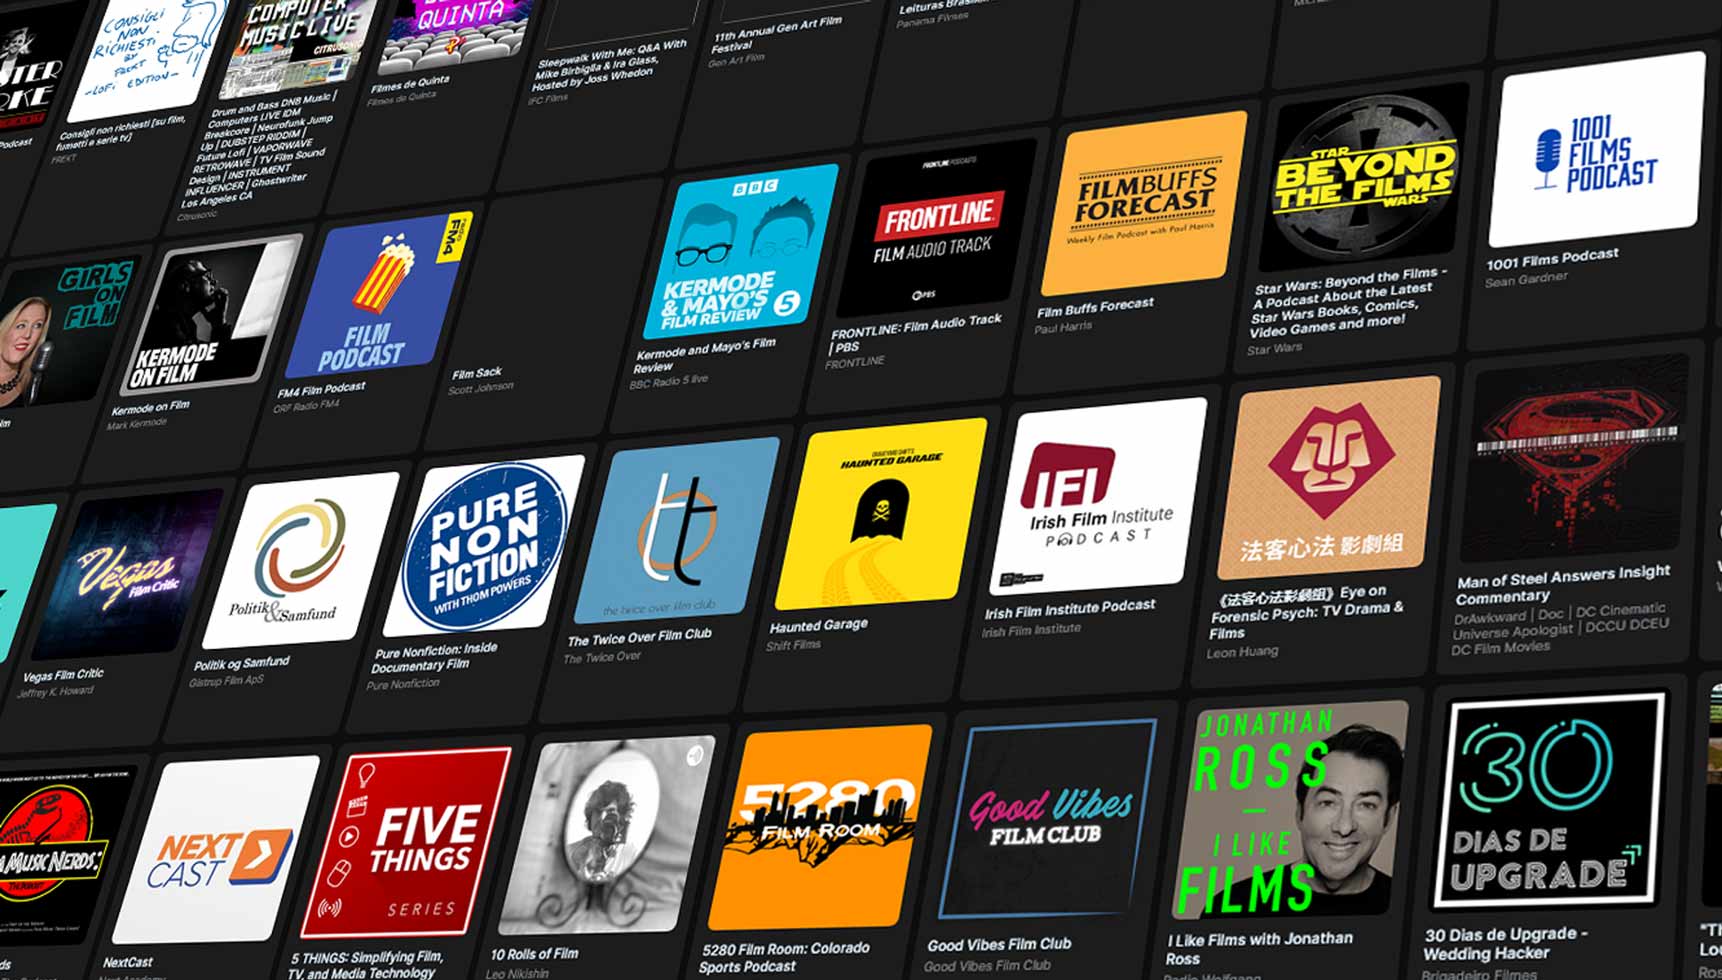 CONSIGLI
NON
RICHIESTI
BY
FREKT
-LOFI EDITION-
Consigli non richiesti [su film,
fumetti e serie tv]
FREKT
COMPUTER
MUSIC LIVE
CITRUSONIC
Drum and Bass DNB Music |
Computers LIVE IDM
Breakcore | Neurofunk Jump
Up | DUBSTEP RIDDIM |
Future Lofi | VAPORWAVE
RETROWAVE | TV Film Sound
Design | INSTRUMENT
INFLUENCER | Ghostwriter
Los Angeles CA
Citrusonic
QUINTA
Filmes de Quinta
Filmes de Quinta
Sleepwalk With Me: Q&A With
Mike Birbiglia & Ira Glass,
Hosted by Joss Whedon
IFC Films
11th Annual Gen Art Film
Festival
Gen Art Film
Panama Filmes
GIRLS
ON
FILM
KERMODE
ON FILM
Kermode on Film
Mark Kermode
radio
FM4
FILM
PODCAST
FM4 Film Podcast
ORF Radio FM4
Film Sack
Scott Johnson
BBC
KERMODE
& MAYO'S
FILM REVIEW 5
Kermode and Mayo's Film
Review
BBC Radio 5 live
FRONTLINE PODCASTS
FRONTLINE
FILM AUDIO TRACK
PBS
FRONTLINE: Film Audio Track
| PBS
FRONTLINE
FILMBUFFS
FORECAST
Weekly Film Podcast with Paul Harris
Film Buffs Forecast
Paul Harris
STAR
BEYOND
THE FILMS
WARS
Star Wars: Beyond the Films -
A Podcast About the Latest
Star Wars Books, Comics,
Video Games and more!
Star Wars
1001
FILMS
PODCAST
1001 Films Podcast
Sean Gardner
Vegas
Film Critic
Vegas Film Critic
Jeffrey K. Howard
Politik
&Samfund
Politik og Samfund
Gistrup Film ApS
PURE
NON
FICTION
WITH THOM POWERS
Pure Nonfiction: Inside
Documentary Film
Pure Nonfiction
tt
the twice over film club
The Twice Over Film Club
The Twice Over
HAUNTED GARAGE
Haunted Garage
Shift Films
IFI
Irish Film Institute
PODCAST
Irish Film Institute Podcast
Irish Film Institute
法客心法 影劇組
《法客心法影劇組》Eye on
Forensic Psych: TV Drama &
Films
Leon Huang
Man of Steel Answers Insight
Commentary
DrAwkward | Doc | DC Cinematic
Universe Apologist | DCCU DCEU
DC Film Movies
MUSIC NERDS:
THE PODCAST
NEXT
CAST
NextCast
Next Academy
FIVE
THINGS
SERIES
5 THINGS: Simplifying Film,
TV, and Media Technology
10 Rolls of Film
Leo Nikishin
5280
FILM ROOM
5280 Film Room: Colorado
Sports Podcast
Good Vibes
FILM CLUB
Good Vibes Film Club
Good Vibes Film Club
JONATHAN
ROSS
–
I LIKE
FILMS
I Like Films with Jonathan
Ross
Radio Wolfgang
30
DIAS DE
UPGRADE
30 Dias de Upgrade -
Wedding Hacker
Brigadeiro Filmes